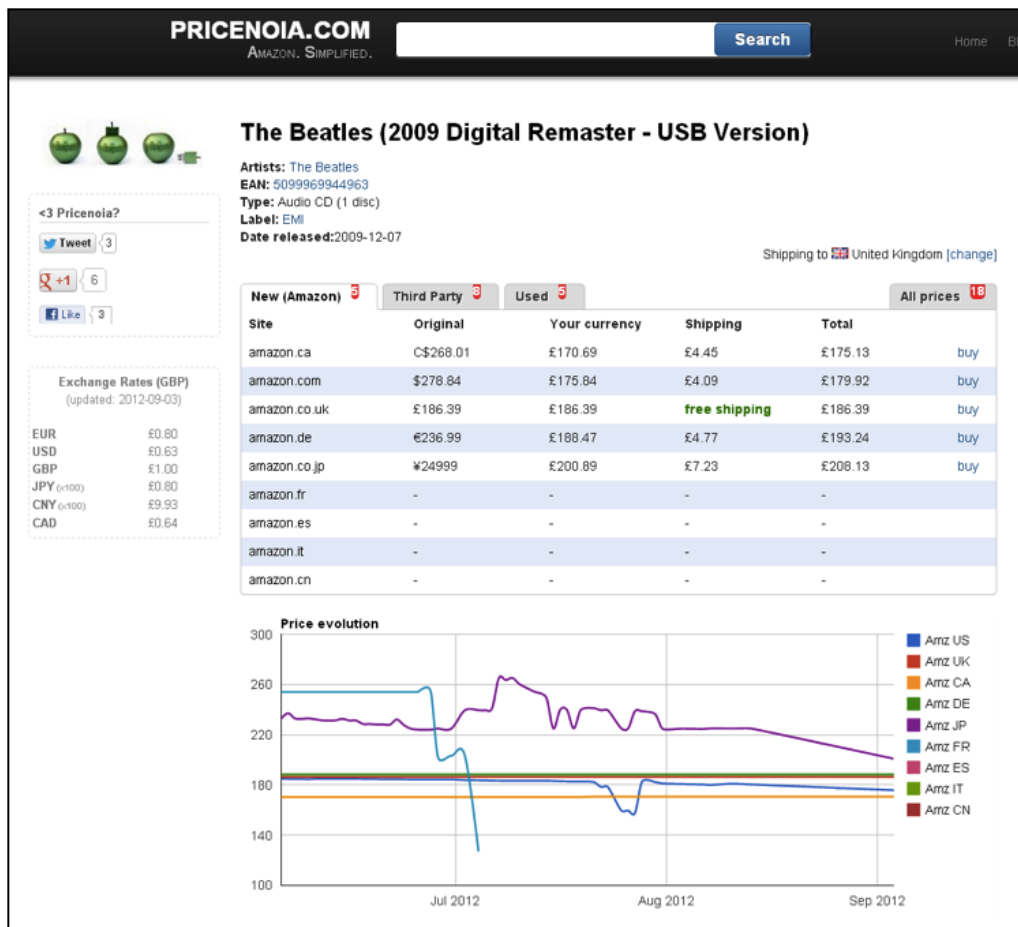 PRICENOIA.COM
AMAZON. SIMPLIFIED.
Search
Home
The Beatles (2009 Digital Remaster - USB Version)
Artists: The Beatles
EAN: 5099969944963
Type: Audio CD (1 disc)
Label: EMI
Date released:2009-12-07
<3 Pricenoia?
Tweet 3
+1 6
Like 3
Shipping to United Kingdom [change]
New (Amazon) 5 Third Party 8 Used 5 All prices 18
Site Original Your currency Shipping Total
amazon.ca C$268.01 £170.69 £4.45 £175.13 buy
amazon.com $278.84 £175.84 £4.09 £179.92 buy
amazon.co.uk £186.39 £186.39 free shipping £186.39 buy
amazon.de €236.99 £188.47 £4.77 £193.24 buy
amazon.co.jp ¥24999 £200.89 £7.23 £208.13 buy
amazon.fr - - - -
amazon.es - - - -
amazon.it - - - -
amazon.cn - - - -
Exchange Rates (GBP)
(updated: 2012-09-03)
EUR £0.80
USD £0.63
GBP £1.00
JPY (x100) £0.80
CNY (x100) £9.93
CAD £0.64
Price evolution
300
260
220
180
140
100
Jul 2012 Aug 2012 Sep 2012
Amz US
Amz UK
Amz CA
Amz DE
Amz JP
Amz FR
Amz ES
Amz IT
Amz CN